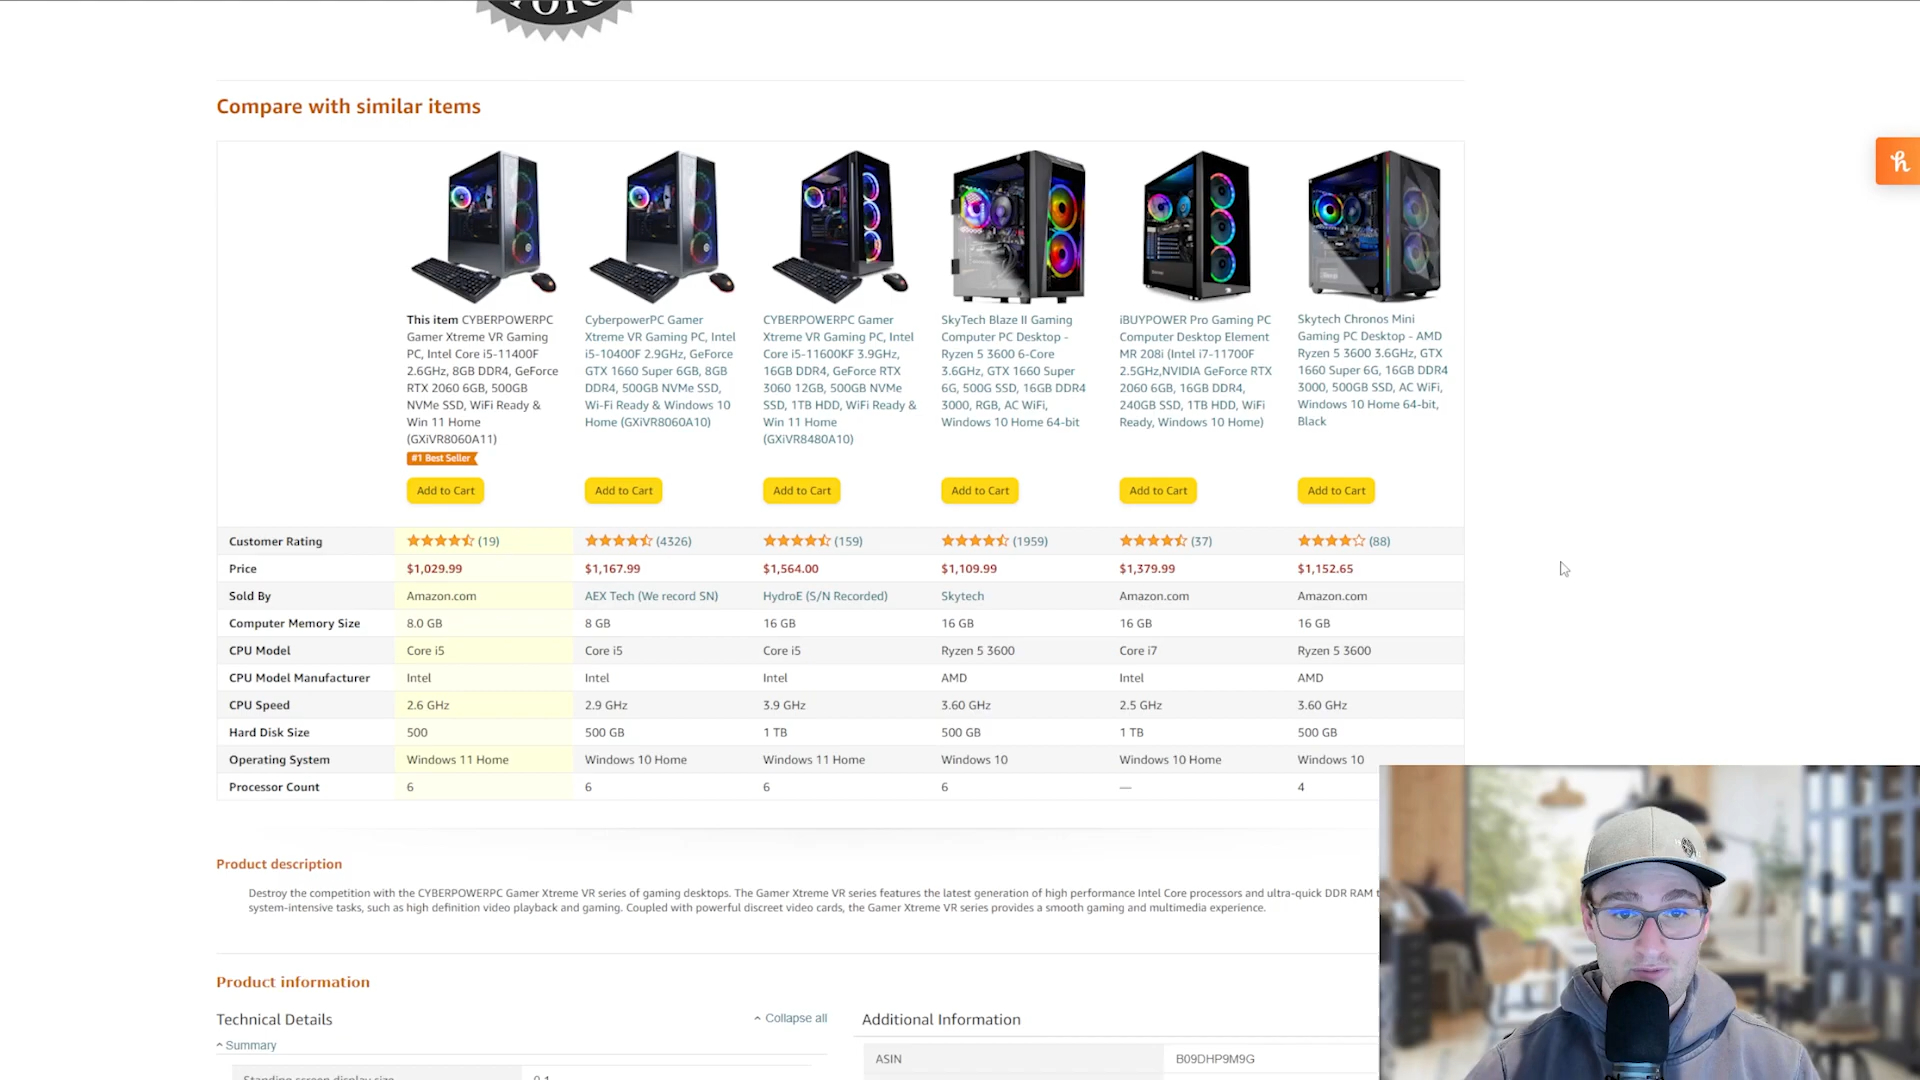 Compare with similar items
This item CYBERPOWERPC
Gamer Xtreme VR Gaming
PC, Intel Core i5-11400F
2.6GHz, 8GB DDR4, GeForce
RTX 2060 6GB, 500GB
NVMe SSD, WiFi Ready &
Win 11 Home
(GXiVR8060A11)
#1 Best Seller
Add to Cart
CyberpowerPC Gamer
Xtreme VR Gaming PC, Intel
i5-10400F 2.9GHz, GeForce
GTX 1660 Super 6GB, 8GB
DDR4, 500GB NVMe SSD,
Wi-Fi Ready & Windows 10
Home (GXiVR8060A10)
Add to Cart
CYBERPOWERPC Gamer
Xtreme VR Gaming PC, Intel
Core i5-11600KF 3.9GHz,
16GB DDR4, GeForce RTX
3060 12GB, 500GB NVMe
SSD, 1TB HDD, WiFi Ready &
Win 11 Home
(GXiVR8480A10)
Add to Cart
SkyTech Blaze II Gaming
Computer PC Desktop -
Ryzen 5 3600 6-Core
3.6GHz, GTX 1660 Super
6G, 500G SSD, 16GB DDR4
3000, RGB, AC WiFi,
Windows 10 Home 64-bit
Add to Cart
iBUYPOWER Pro Gaming PC
Computer Desktop Element
MR 208i (Intel i7-11700F
2.5GHz,NVIDIA GeForce RTX
2060 6GB, 16GB DDR4,
240GB SSD, 1TB HDD, WiFi
Ready, Windows 10 Home)
Add to Cart
Skytech Chronos Mini
Gaming PC Desktop - AMD
Ryzen 5 3600 3.6GHz, GTX
1660 Super 6G, 16GB DDR4
3000, 500GB SSD, AC WiFi,
Windows 10 Home 64-bit,
Black
Add to Cart
Customer Rating (19) (4326) (159) (1959) (37) (88)
Price $1,029.99 $1,167.99 $1,564.00 $1,109.99 $1,379.99 $1,152.65
Sold By Amazon.com AEX Tech (We record SN) HydroE (S/N Recorded) Skytech Amazon.com Amazon.com
Computer Memory Size 8.0 GB 8 GB 16 GB 16 GB 16 GB 16 GB
CPU Model Core i5 Core i5 Core i5 Ryzen 5 3600 Core i7 Ryzen 5 3600
CPU Model Manufacturer Intel Intel Intel AMD Intel AMD
CPU Speed 2.6 GHz 2.9 GHz 3.9 GHz 3.60 GHz 2.5 GHz 3.60 GHz
Hard Disk Size 500 500 GB 1 TB 500 GB 1 TB 500 GB
Operating System Windows 11 Home Windows 10 Home Windows 11 Home Windows 10 Windows 10 Home Windows 10
Processor Count 6 6 6 6 — 4
Product description
Destroy the competition with the CYBERPOWERPC Gamer Xtreme VR series of gaming desktops. The Gamer Xtreme VR series features the latest generation of high performance Intel Core processors and ultra-quick DDR RAM
system-intensive tasks, such as high definition video playback and gaming. Coupled with powerful discreet video cards, the Gamer Xtreme VR series provides a smooth gaming and multimedia experience.
Product information
Technical Details
Collapse all
Summary
Standing screen display size
Additional Information
ASIN B09DHP9M9G